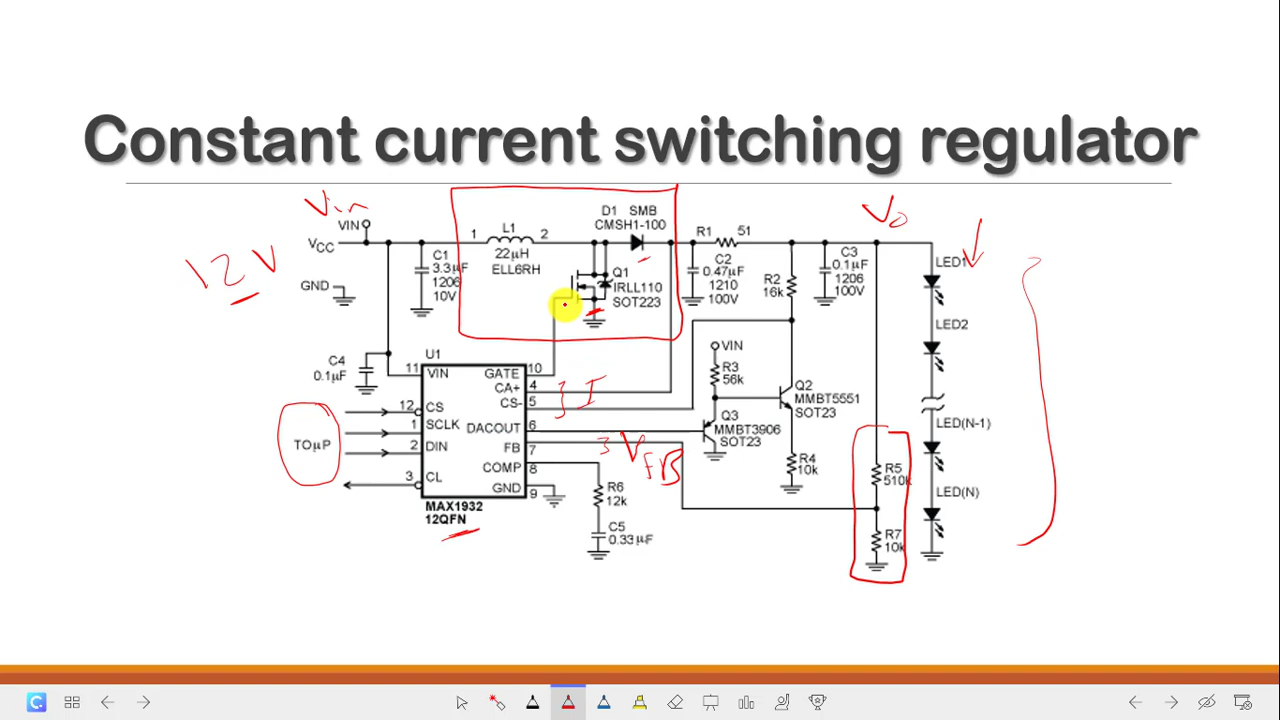 Constant current switching regulator
Vin
Vo
12V
VIN
VCC
GND
1
L1
2
22µH
ELL6RH
C1
3.3µF
1206
10V
D1 SMB
CMSH1-100
Q1
IRLL110
SOT223
R1
51
C2
0.47µF
1210
100V
R2
16k
C3
0.1µF
1206
100V
LED1
LED2
LED(N-1)
LED(N)
C4
0.1µF
U1
11
VIN
GATE
10
CA+
4
CS-
5
12
CS
1
SCLK
DACOUT
6
2
DIN
FB
7
COMP
8
3
CL
GND
9
TOµP
MAX1932
12QFN
I
VFB
VIN
R3
56k
Q3
MMBT3906
SOT23
Q2
MMBT5551
SOT23
R4
10k
R5
510k
R7
10k
R6
12k
C5
0.33µF